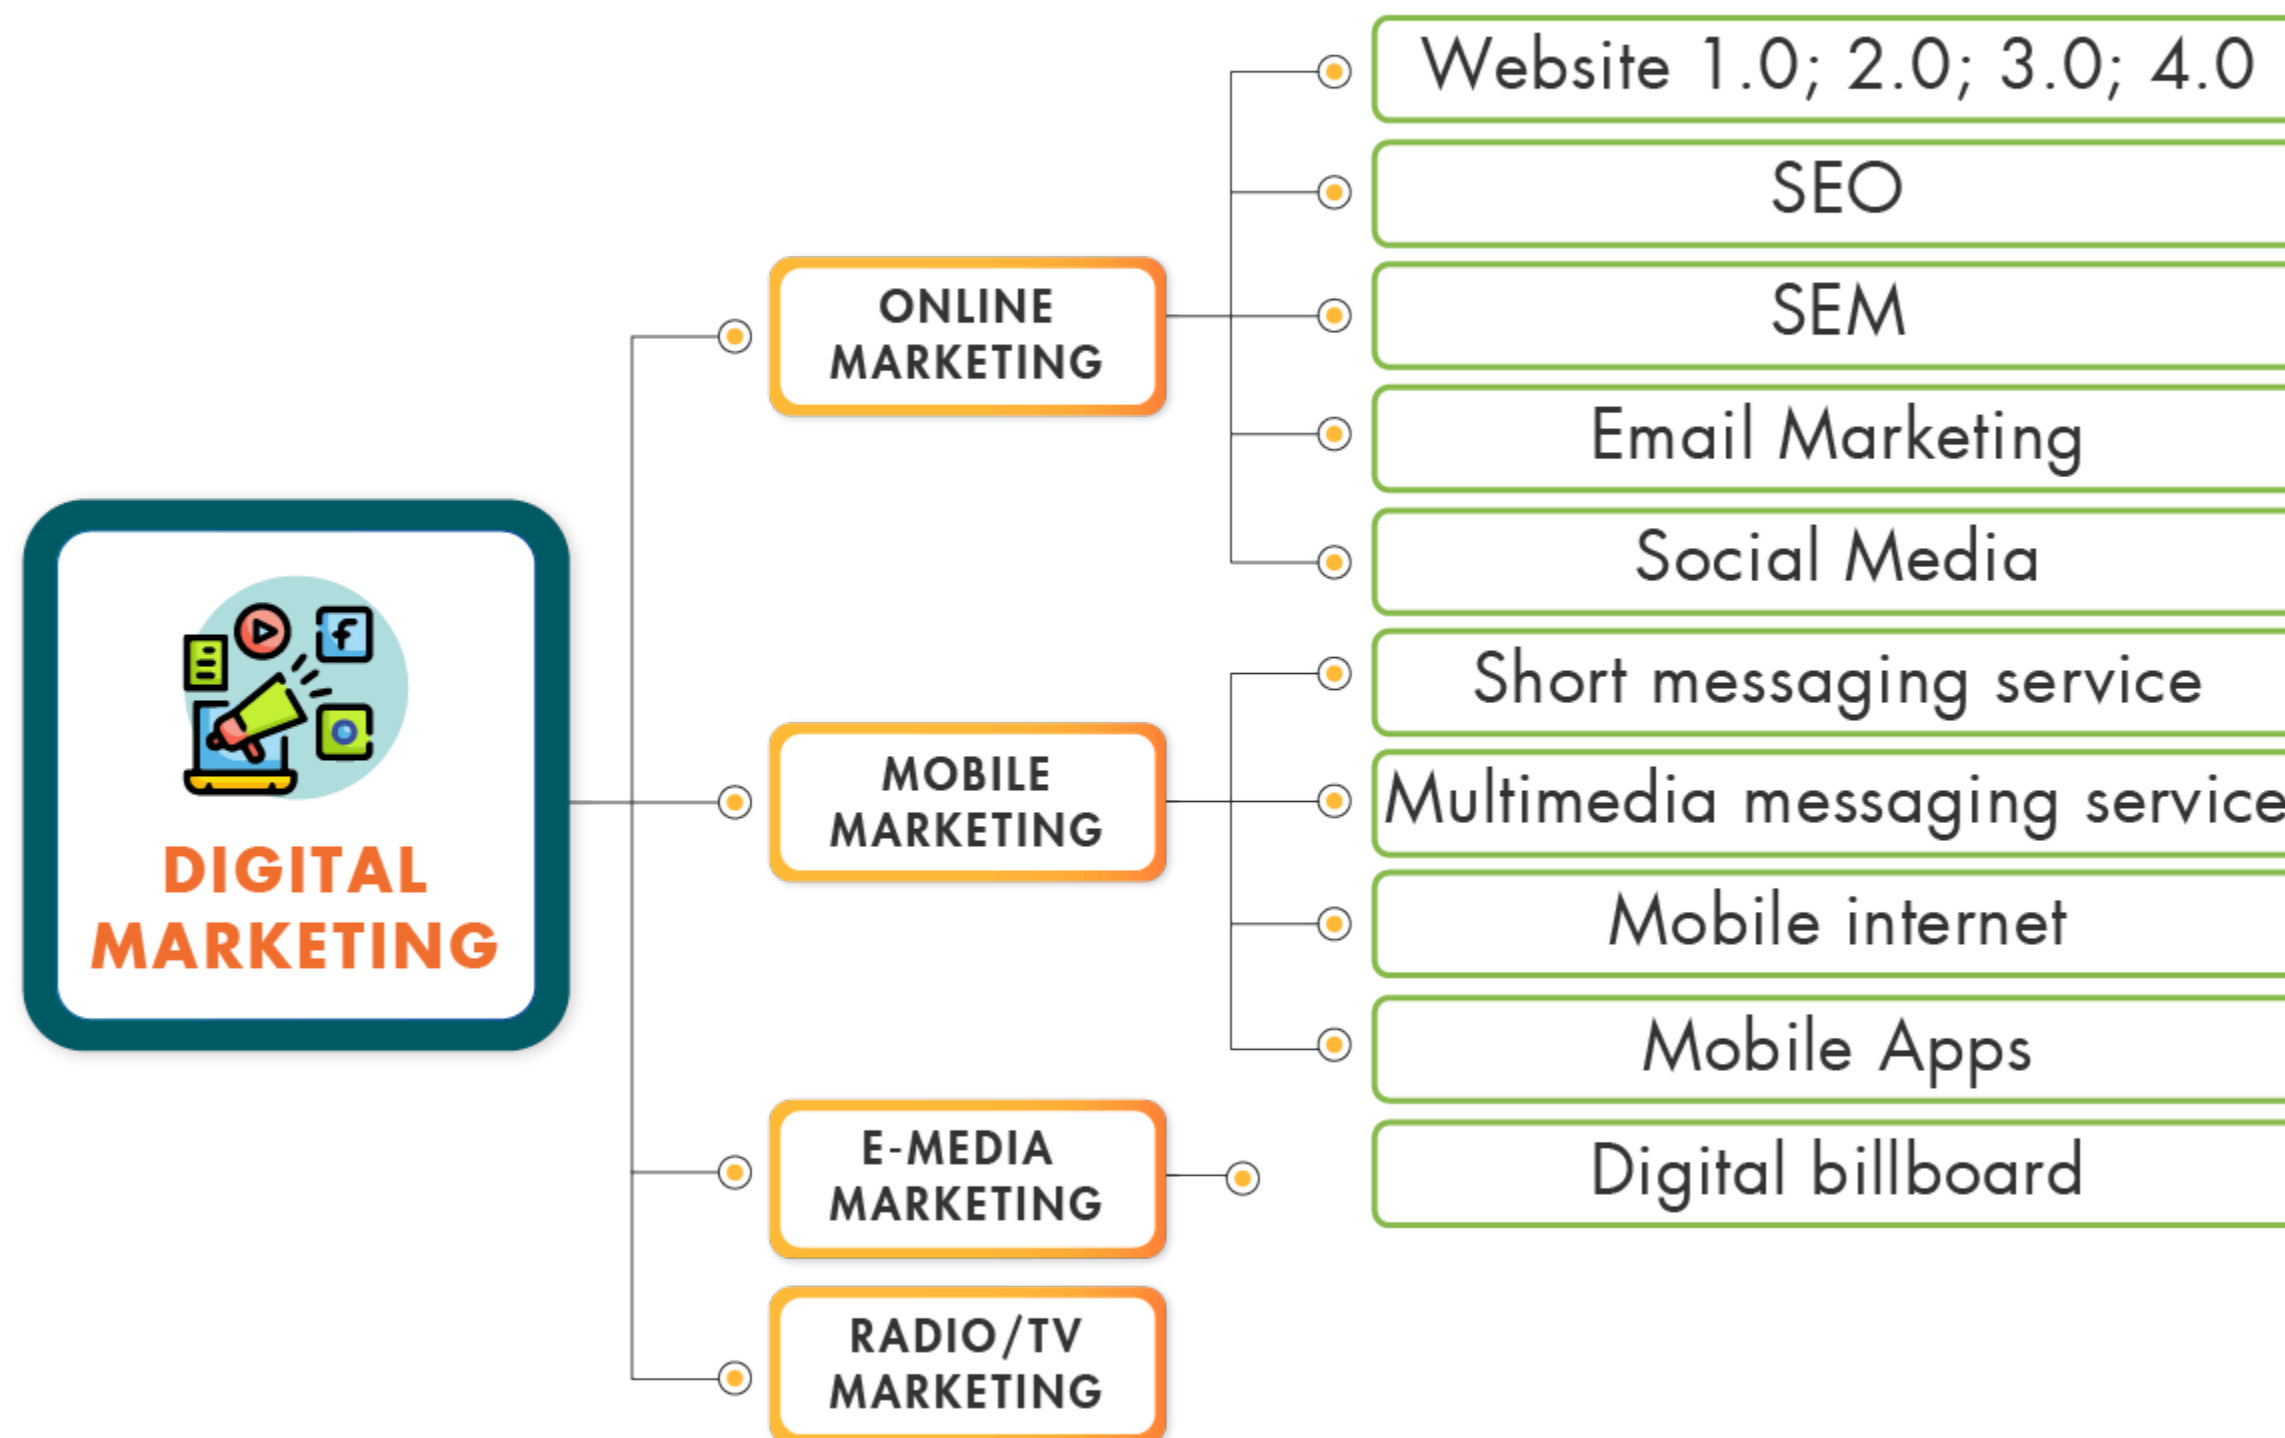 Website 1.0; 2.0; 3.0; 4.0
SEO
SEM
Email Marketing
Social Media
Short messaging service
Multimedia messaging service
Mobile internet
Mobile Apps
Digital billboard
ONLINE
MARKETING
MOBILE
MARKETING
E-MEDIA
MARKETING
RADIO/TV
MARKETING
DIGITAL
MARKETING